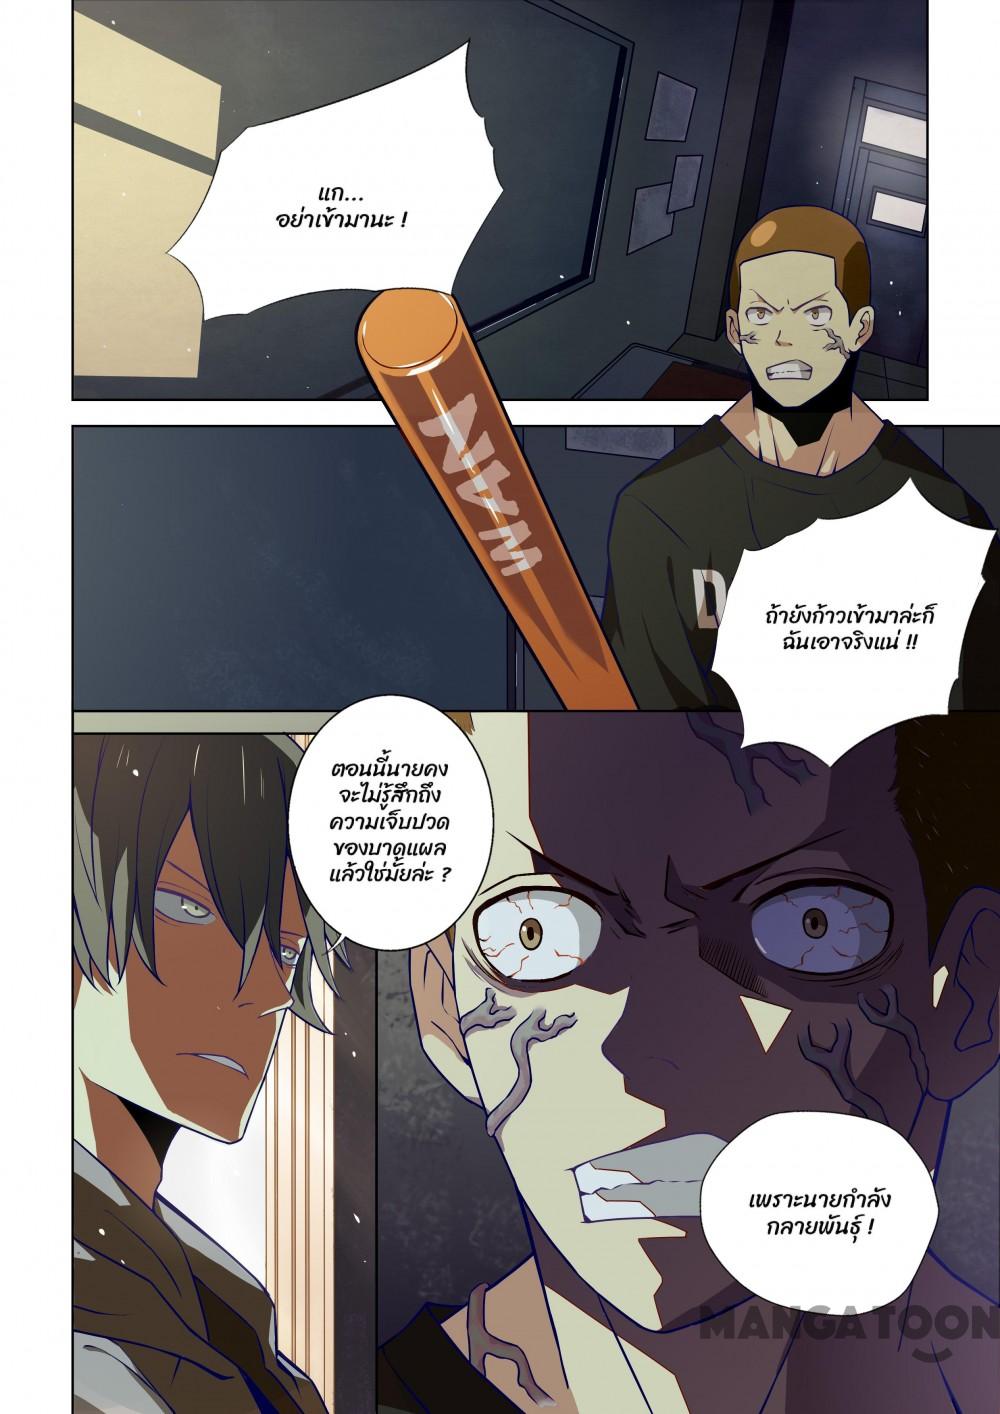 แก...
อย่าเข้ามานะ !
NAM
D
ถ้ายังก้าวเข้ามาล่ะก็
ฉันเอาจริงแน่ !!
ตอนนี้นายคง
จะไม่รู้สึกถึง
ความเจ็บปวด
ของบาดแผล
แล้วใช่มั้ยล่ะ ?
เพราะนายกำลัง
กลายพันธุ์ !
MANGATOON